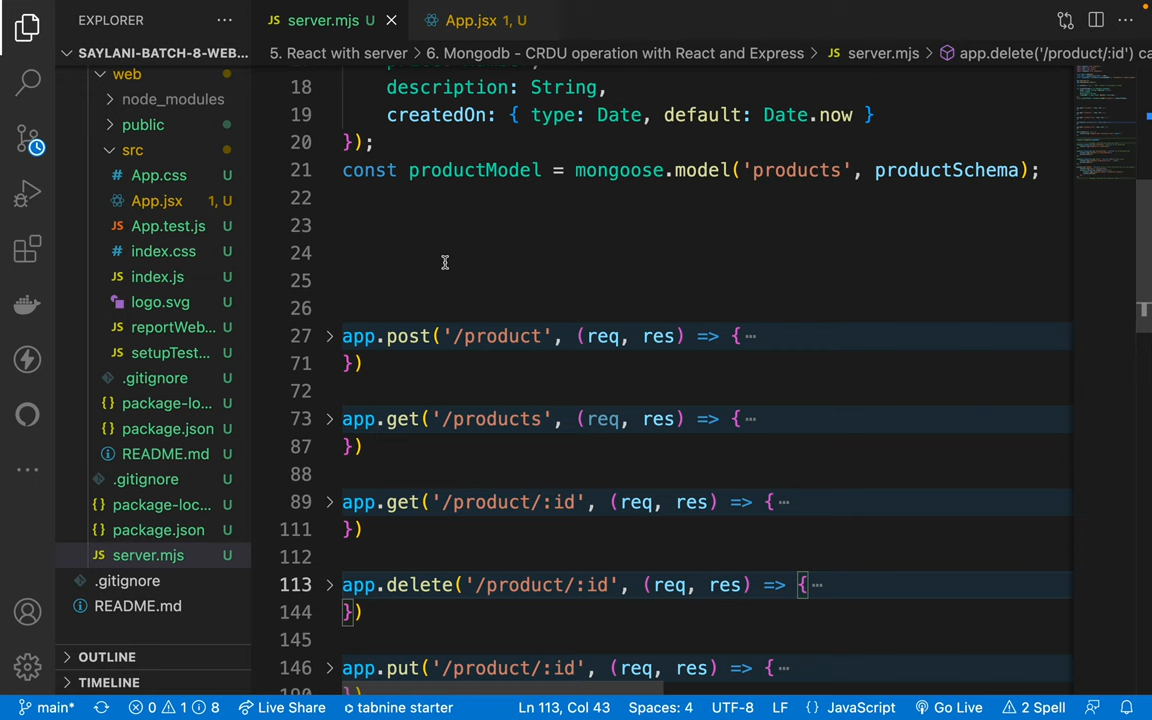 EXPLORER
server.mjs U
App.jsx 1, U
SAYLANI-BATCH-8-WEB...
5. React with server > 6. Mongodb - CRDU operation with React and Express > server.mjs > app.delete('/product/:id') ca
web
node_modules
public
src
App.css U
App.jsx 1, U
App.test.js U
index.css U
index.js U
logo.svg U
reportWeb... U
setupTest... U
.gitignore U
package-lo... U
package.json U
README.md U
.gitignore U
package-loc... U
package.json U
server.mjs U
.gitignore
README.md
OUTLINE
TIMELINE
18 description: String,
19 createdOn: { type: Date, default: Date.now }
20 });
21 const productModel = mongoose.model('products', productSchema);
22
23
24
25
26
27 app.post('/product', (req, res) => {…
71 })
72
73 app.get('/products', (req, res) => {…
87 })
88
89 app.get('/product/:id', (req, res) => {…
111 })
112
113 app.delete('/product/:id', (req, res) => {…
144 })
145
146 app.put('/product/:id', (req, res) => {…
190 })
main* 0 1 8 Live Share tabnine starter Ln 113, Col 43 Spaces: 4 UTF-8 LF {} JavaScript Go Live 2 Spell